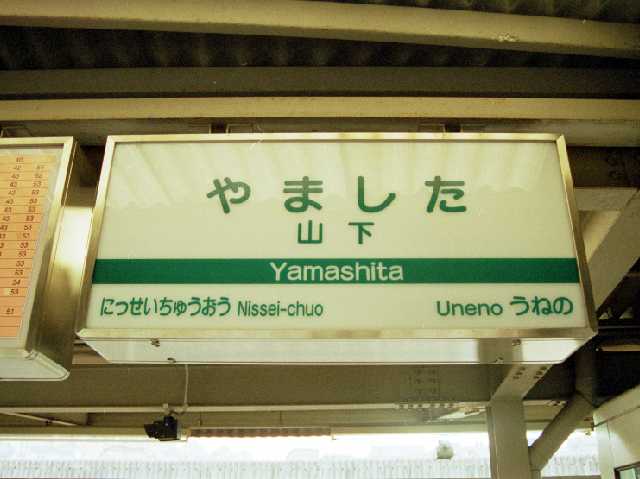 やました
山下
Yamashita
にっせいちゅうおう Nissei-chuo
Uneno うねの